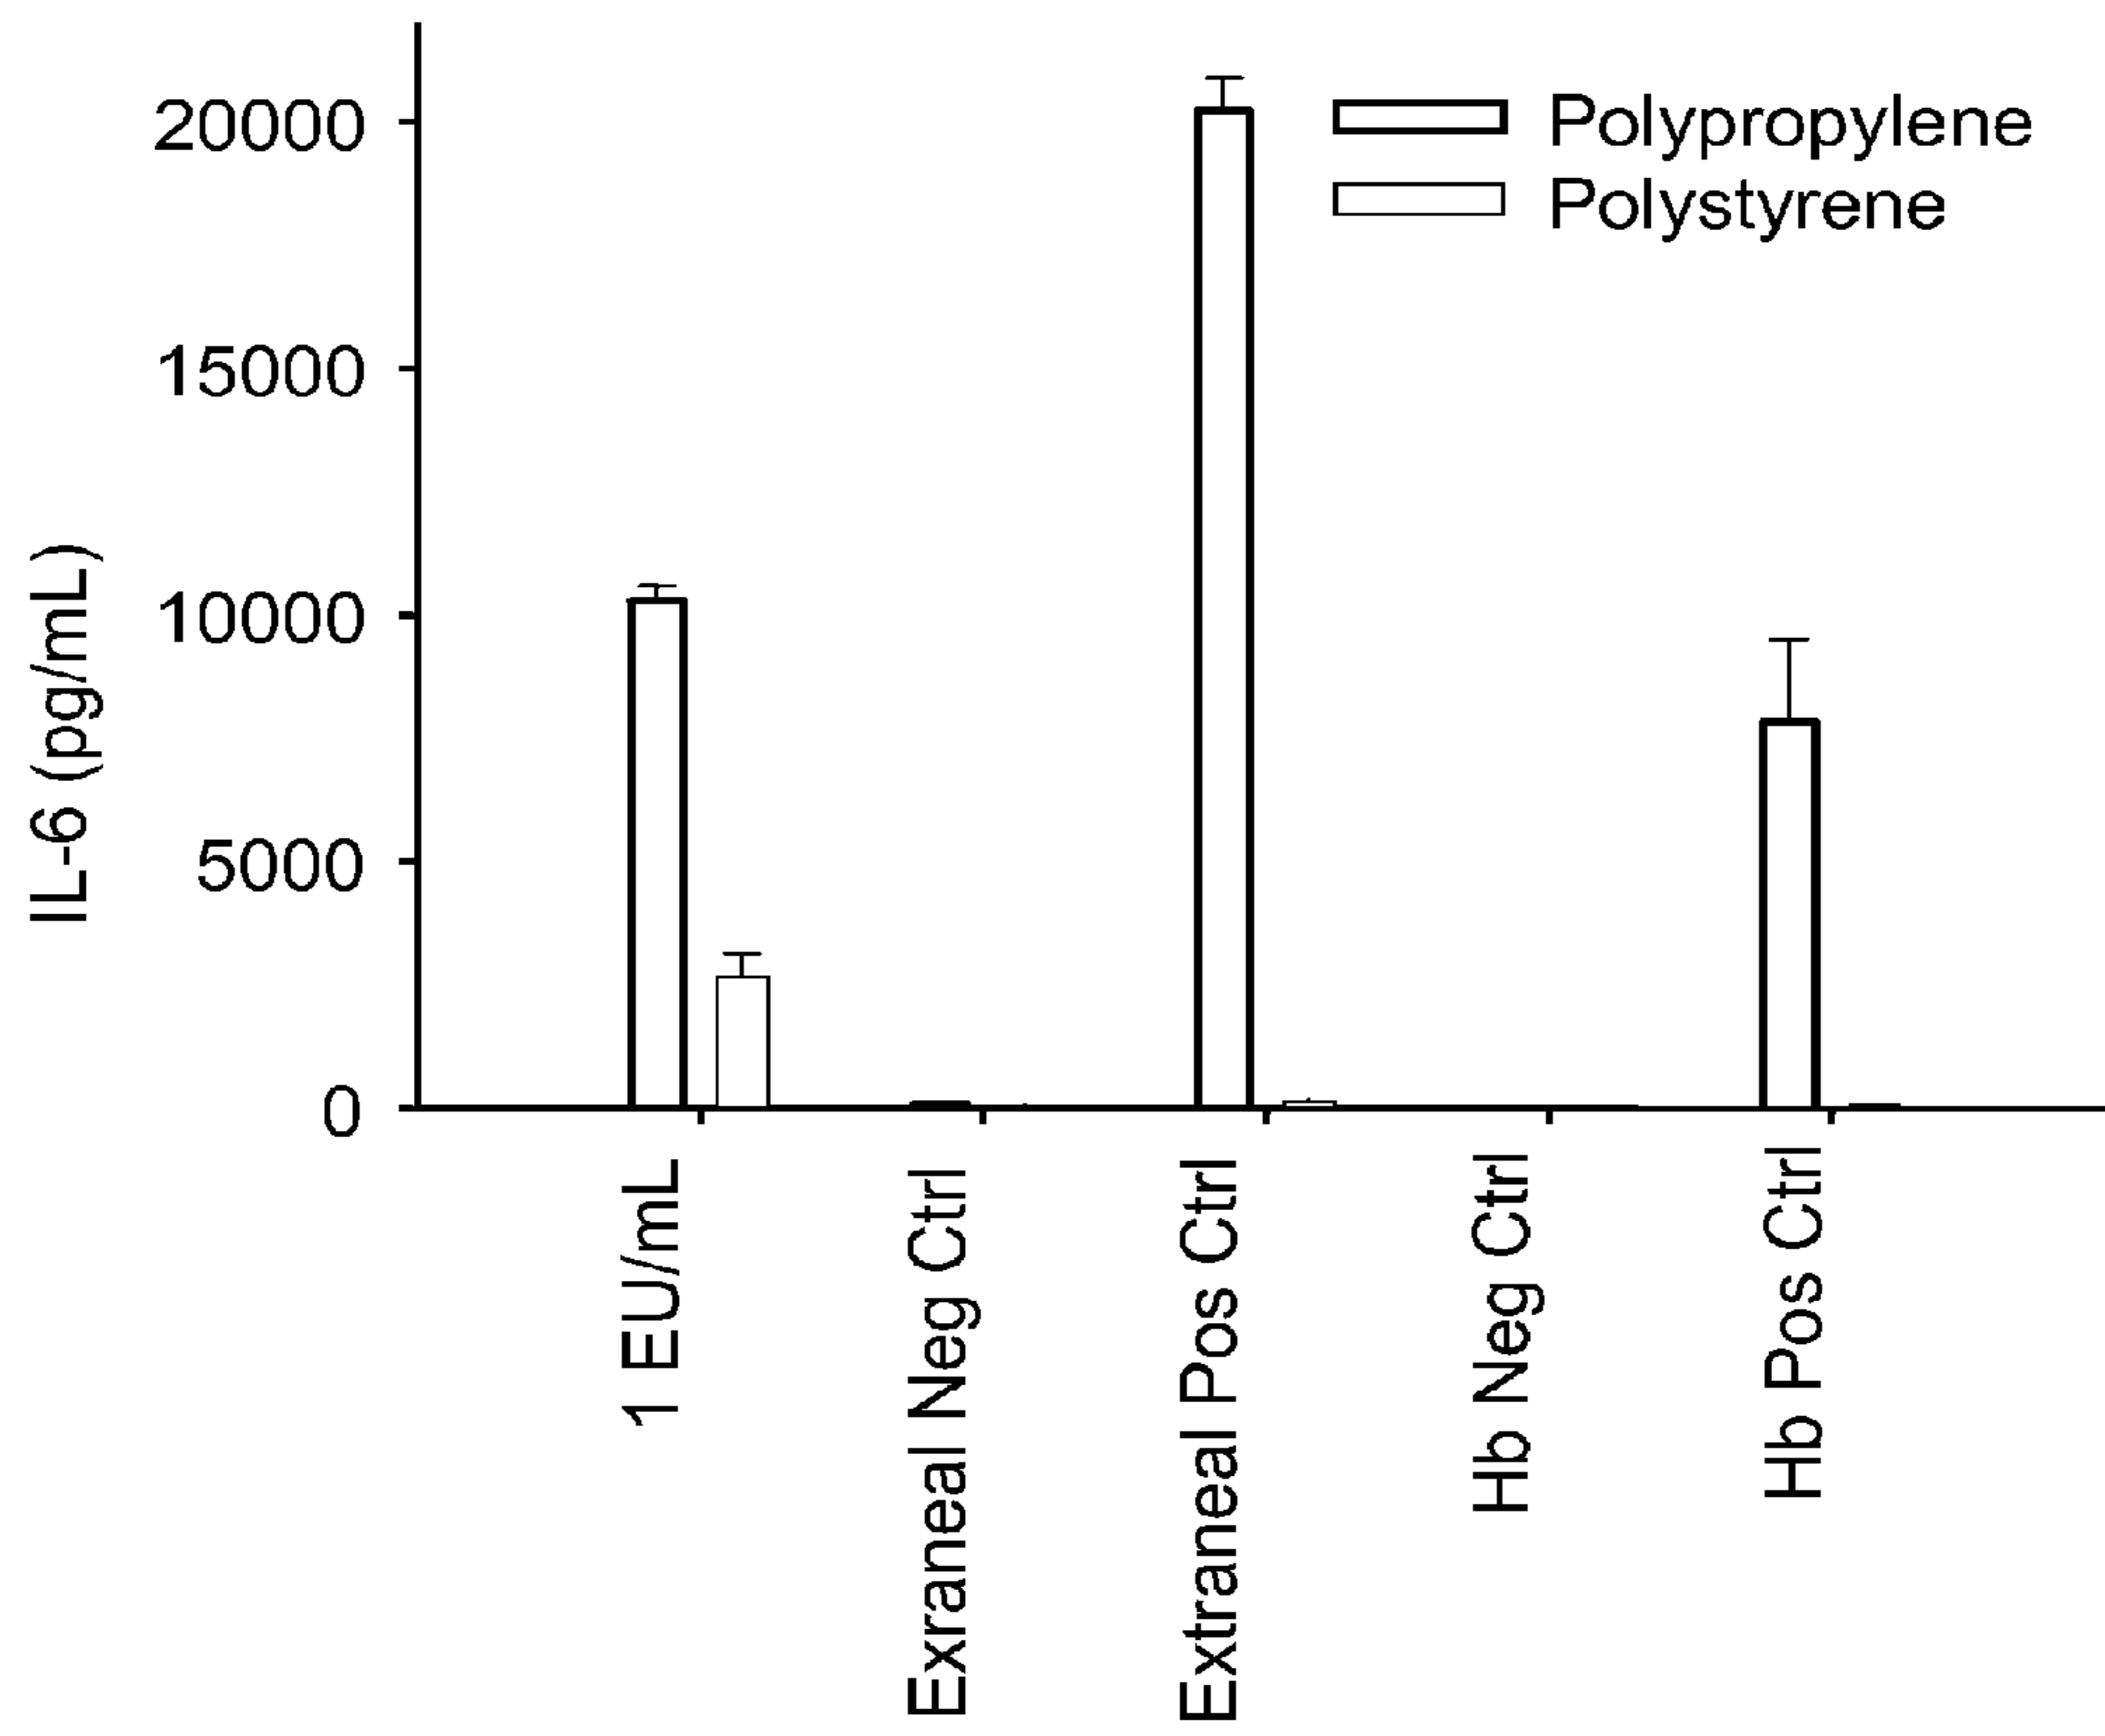 IL-6 (pg/mL)
20000
15000
10000
5000
0
Polypropylene
Polystyrene
1 EU/mL
Exraneal Neg Ctrl
Extraneal Pos Ctrl
Hb Neg Ctrl
Hb Pos Ctrl